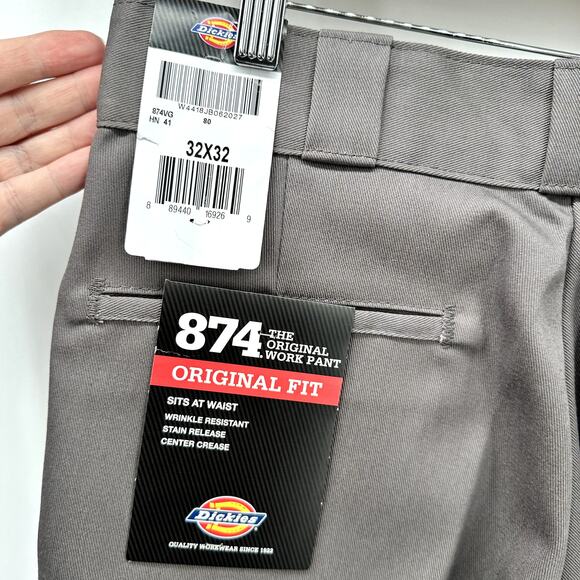 Dickies
W4418JB062027
874VG 80
HN 41
32X32
8 89440 16926 9
874 THE
ORIGINAL
WORK PANT
ORIGINAL FIT
SITS AT WAIST
WRINKLE RESISTANT
STAIN RELEASE
CENTER CREASE
Dickies
QUALITY WORKWEAR SINCE 1922